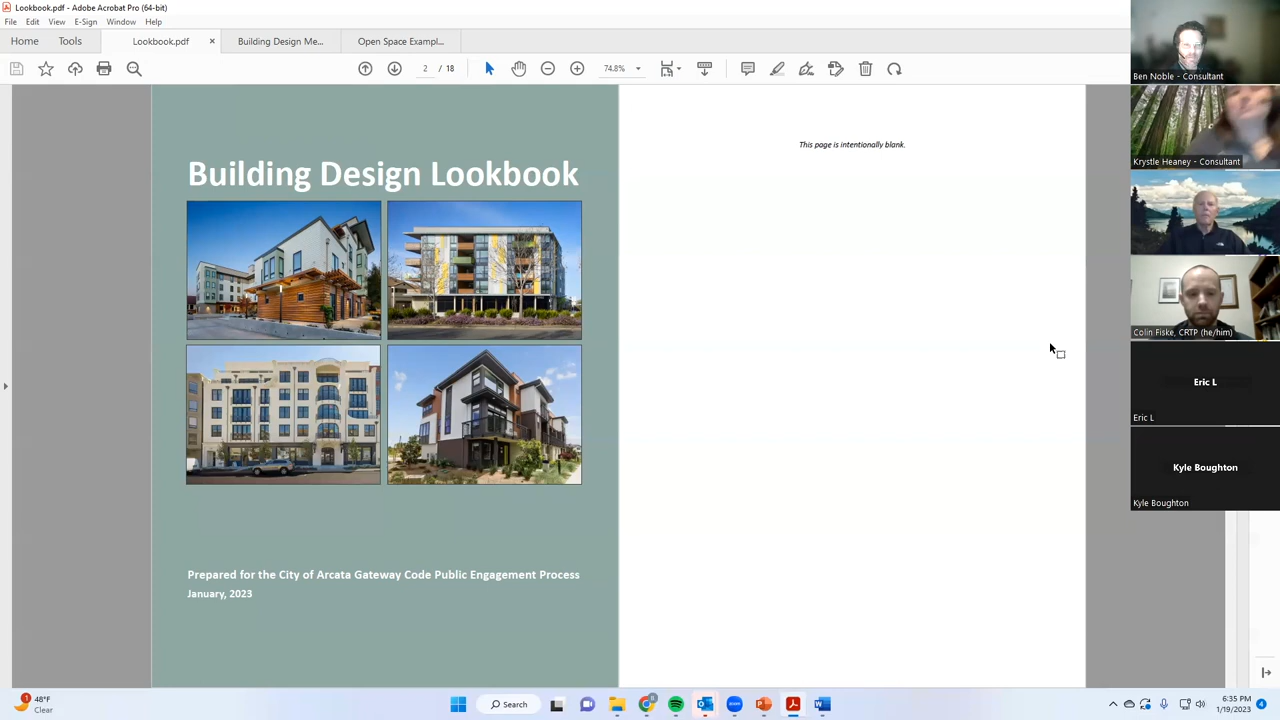 Lookbook.pdf - Adobe Acrobat Pro (64-bit)
File Edit View E-Sign Window Help
Home Tools Lookbook.pdf × Building Design Me... Open Space Exampl...
2 / 18 74.8%
Building Design Lookbook
This page is intentionally blank.
Prepared for the City of Arcata Gateway Code Public Engagement Process
January, 2023
Ben Noble - Consultant
Krystle Heaney - Consultant
Colin Fiske, CRTP (he/him)
Eric L
Eric L
Kyle Boughton
Kyle Boughton
1
48°F
Clear
Search
zoom
6:35 PM
1/19/2023
4